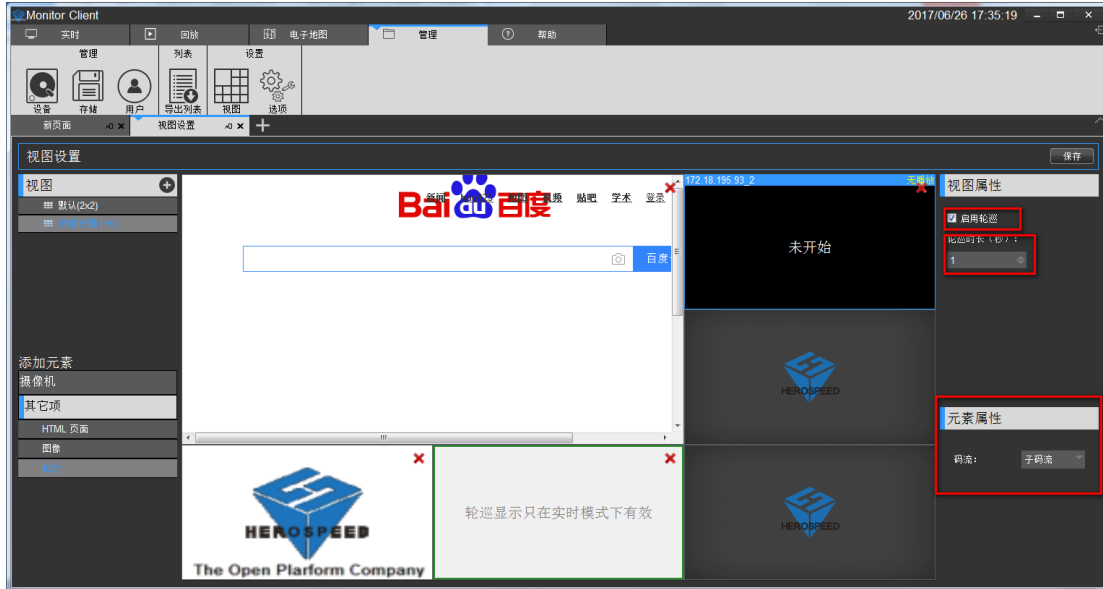 Monitor Client
2017/06/26 17:35:19
实时
回放
电子地图
管理
帮助
管理
列表
设置
设备
存储
用户
导出列表
视图
选项
新页面
视图设置
视图设置
保存
视图
默认(2x2)
添加元素
摄像机
其它项
HTML 页面
图像
Bai du 百度
新闻
视频
贴吧
学术
登录
百度
172.18.195.93_2
未开始
HEROSPEED
HEROSPEED
The Open Plarform Company
轮巡显示只在实时模式下有效
HEROSPEED
视图属性
启用轮巡
轮巡时长（秒）：
1
元素属性
码流：
子码流